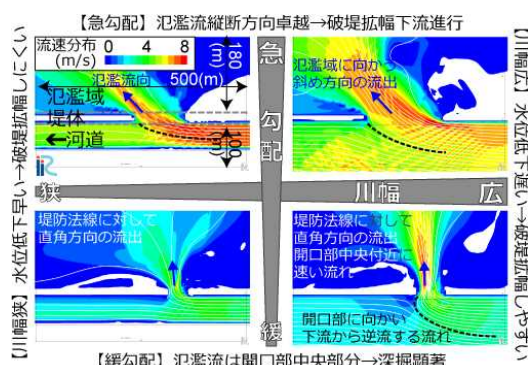 【急勾配】氾濫流縦断方向卓越→破堤拡幅下流進行
【川幅狭】水位低下早い→破堤拡幅しにくい
流速分布
(m/s)
0 4 8
氾濫流向
500(m)
180
(m)
氾濫域
堤体
←河道
急
勾
配
氾濫域に向かう
斜め方向の流出
狭
川幅
広
堤防法線に対して
直角方向の流出
堤防法線に対して
直角方向の流出
開口部中央付近に
速い流れ
開口部に向かい
下流から逆流する流れ
緩
【川幅広】水位低下遅い→破堤拡幅しやすい
【緩勾配】氾濫流は開口部中央部分→深掘顕著